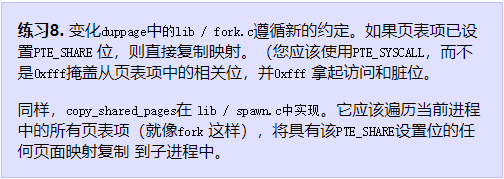 练习8. 变化duppage中的lib / fork.c遵循新的约定。如果页表项已设
置PTE_SHARE 位，则直接复制映射。（您应该使用PTE_SYSCALL，而不
是0xfff掩盖从页表项中的相关位，并0xfff 拿起访问和脏位。
同样，copy_shared_pages在 lib / spawn.c中实现。它应该遍历当前进程
中的所有页表项（就像fork 这样），将具有该PTE_SHARE设置位的任
何页面映射复制 到子进程中。